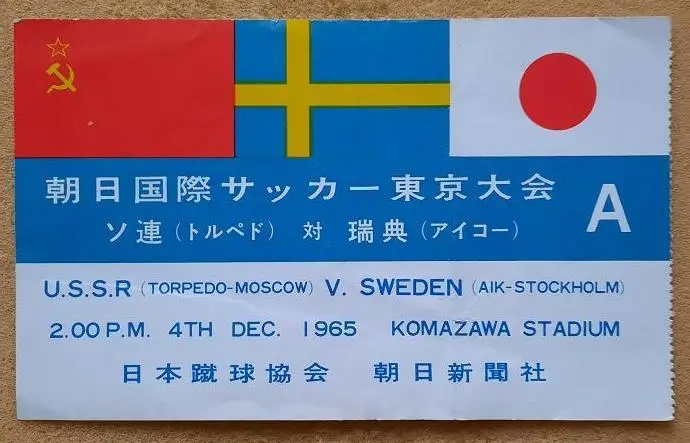 朝日国際サッカー東京大会
A
ソ連(トルペド) 対 瑞典(アイコー)
U.S.S.R (TORPEDO-MOSCOW) V. SWEDEN (AIK-STOCKHOLM)
2.00 P.M. 4TH DEC. 1965 KOMAZAWA STADIUM
日本蹴球協会 朝日新聞社